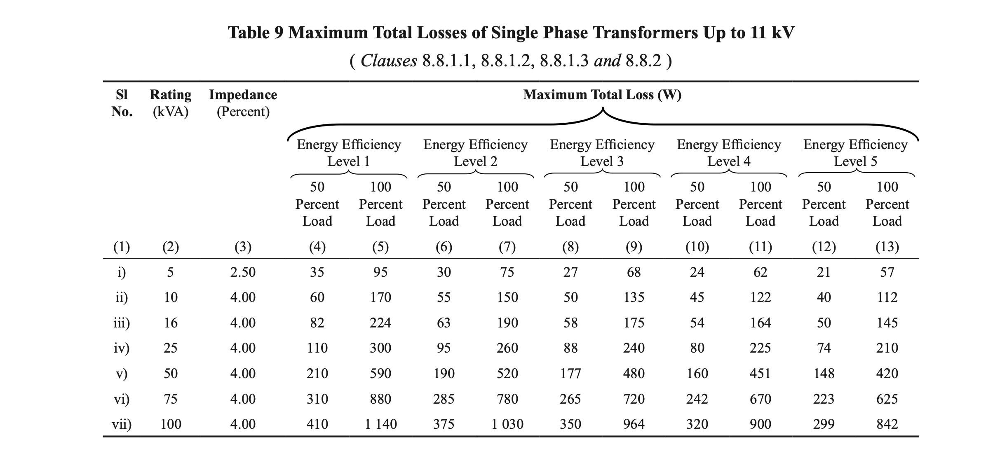 Table 9 Maximum Total Losses of Single Phase Transformers Up to 11 kV
( Clauses 8.8.1.1, 8.8.1.2, 8.8.1.3 and 8.8.2 )
Sl No. Rating (kVA) Impedance (Percent) Maximum Total Loss (W)
Energy Efficiency Level 1 Energy Efficiency Level 2 Energy Efficiency Level 3 Energy Efficiency Level 4 Energy Efficiency Level 5
50 Percent Load 100 Percent Load 50 Percent Load 100 Percent Load 50 Percent Load 100 Percent Load 50 Percent Load 100 Percent Load 50 Percent Load 100 Percent Load
(1) (2) (3) (4) (5) (6) (7) (8) (9) (10) (11) (12) (13)
i) 5 2.50 35 95 30 75 27 68 24 62 21 57
ii) 10 4.00 60 170 55 150 50 135 45 122 40 112
iii) 16 4.00 82 224 63 190 58 175 54 164 50 145
iv) 25 4.00 110 300 95 260 88 240 80 225 74 210
v) 50 4.00 210 590 190 520 177 480 160 451 148 420
vi) 75 4.00 310 880 285 780 265 720 242 670 223 625
vii) 100 4.00 410 1 140 375 1 030 350 964 320 900 299 842